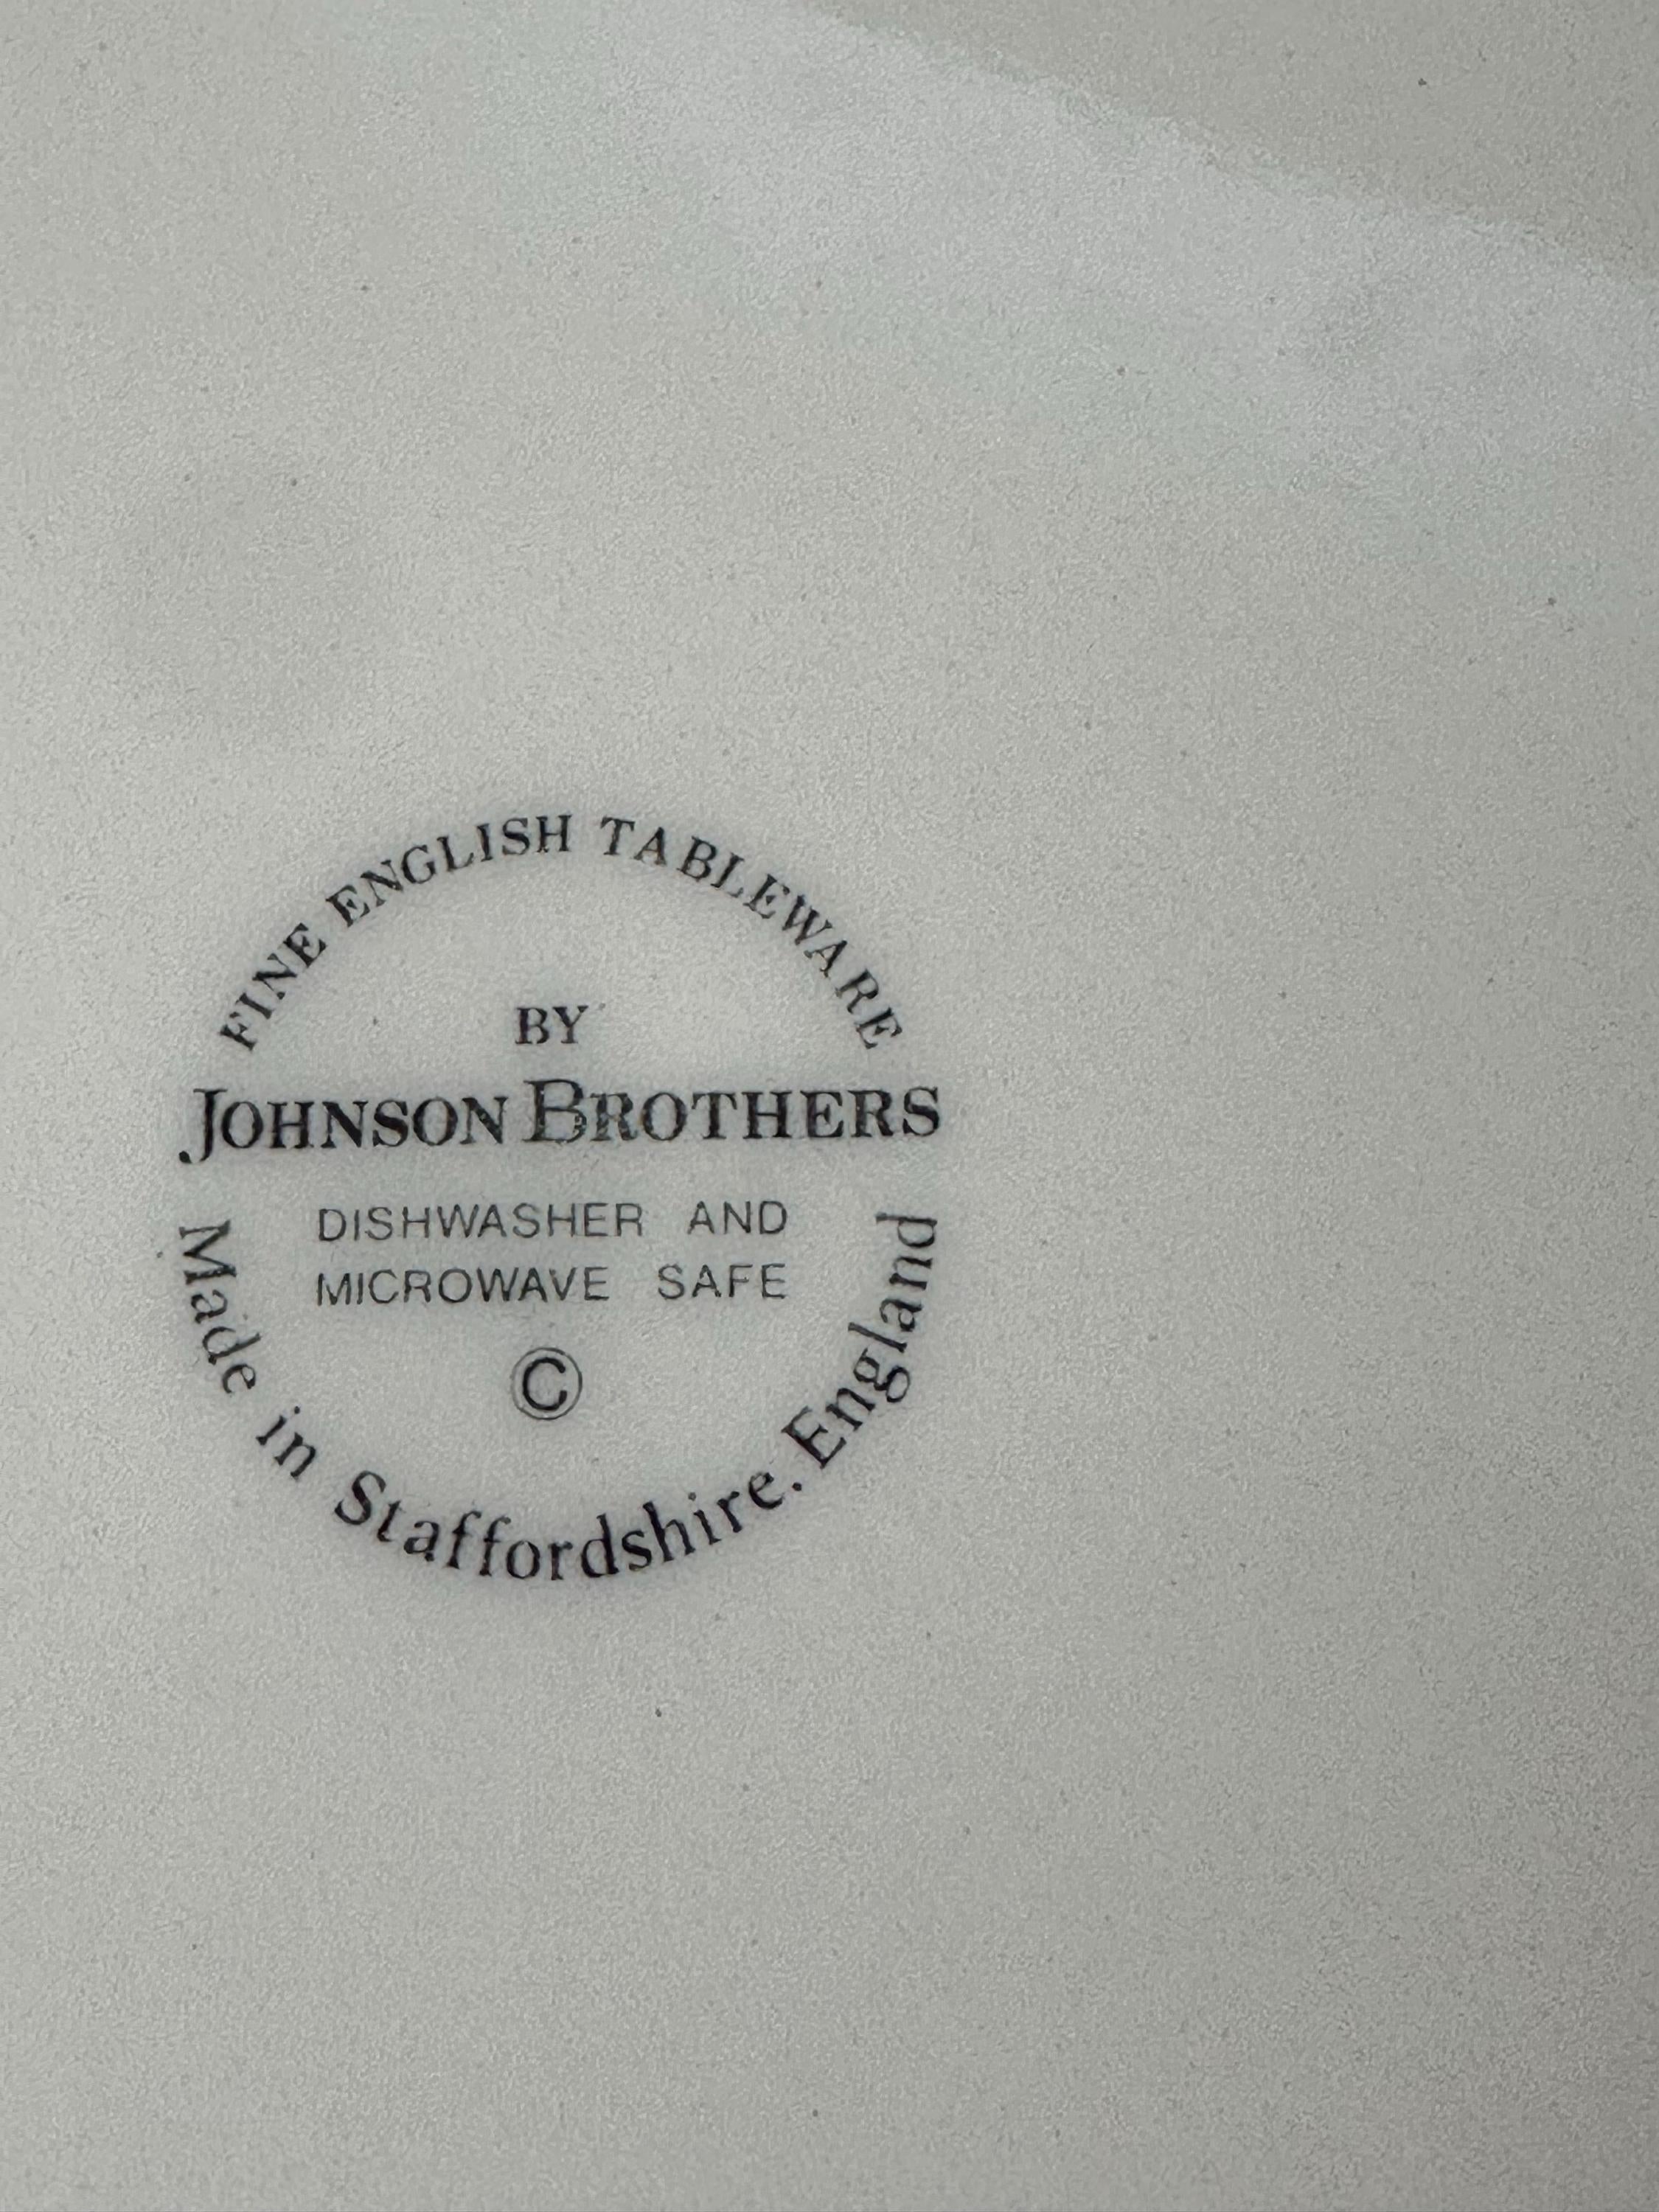 FINE ENGLISH TABLEWARE
BY
JOHNSON BROTHERS
DISHWASHER AND
MICROWAVE SAFE
©
Made in Staffordshire. England